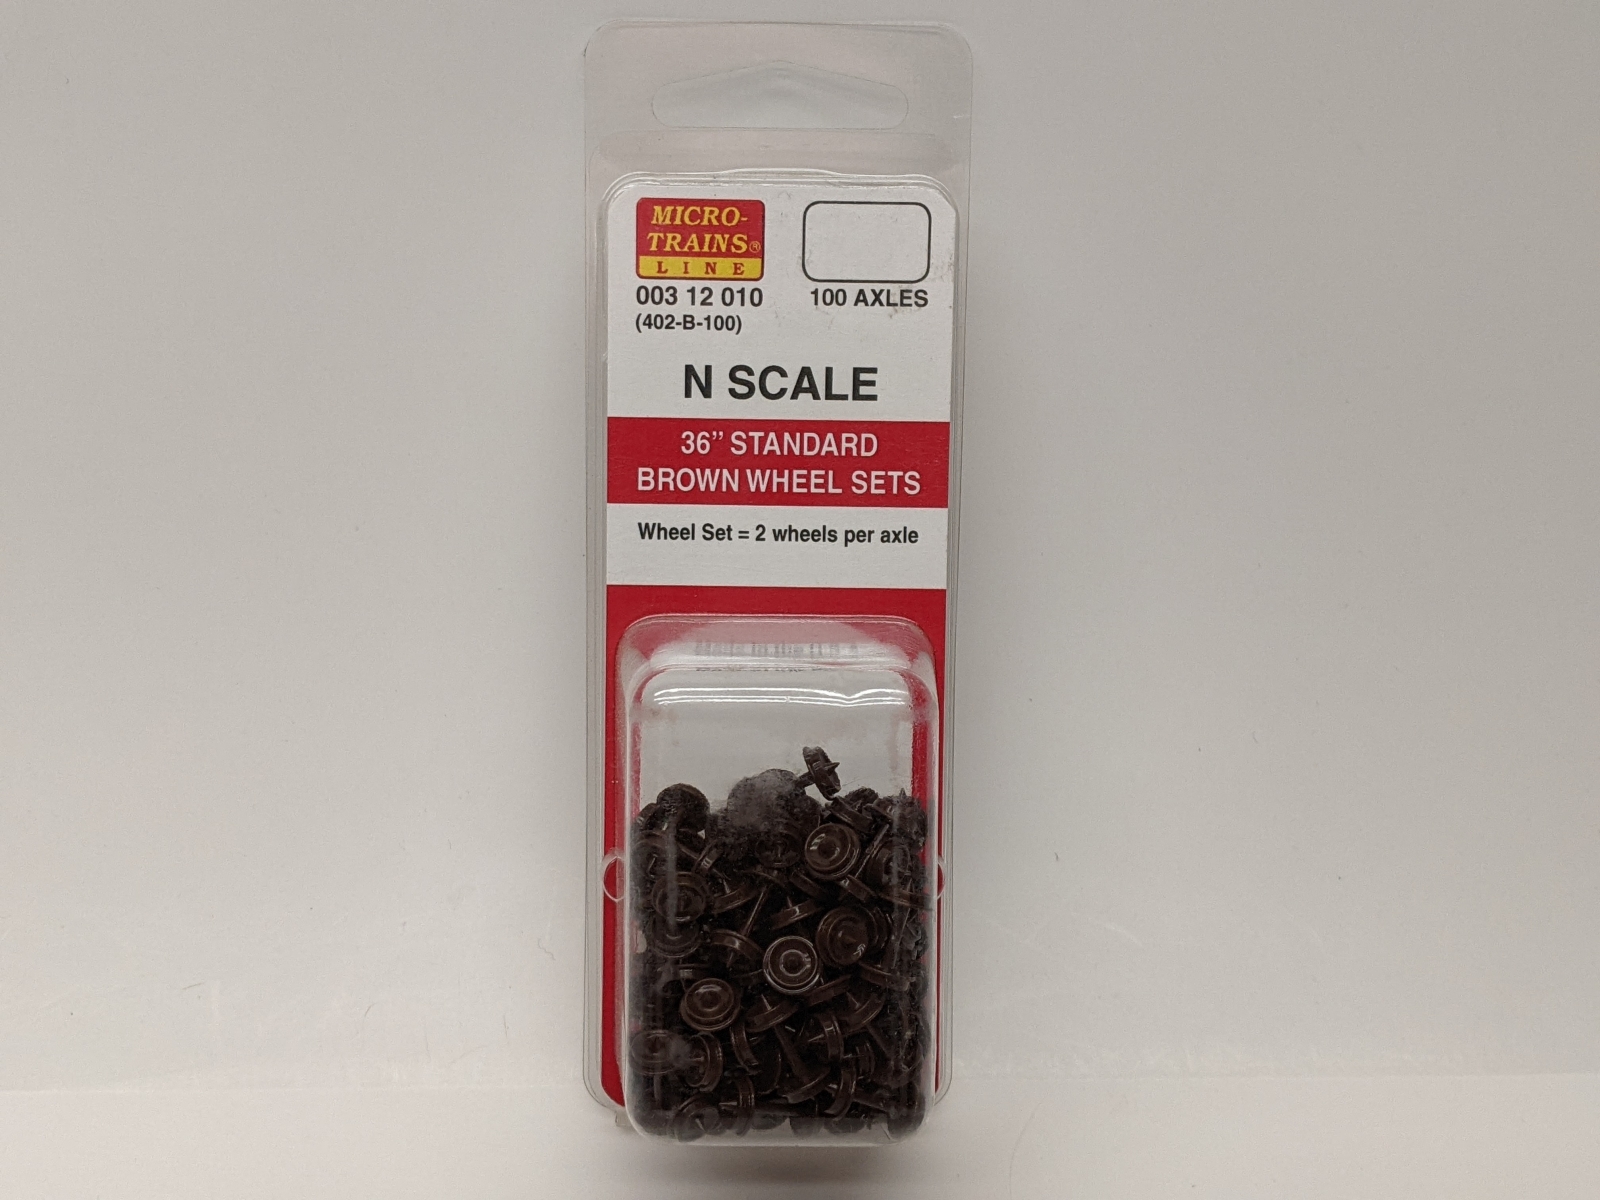 MICRO-
TRAINS®
LINE
003 12 010
(402-B-100)
100 AXLES
N SCALE
36” STANDARD
BROWN WHEEL SETS
Wheel Set = 2 wheels per axle